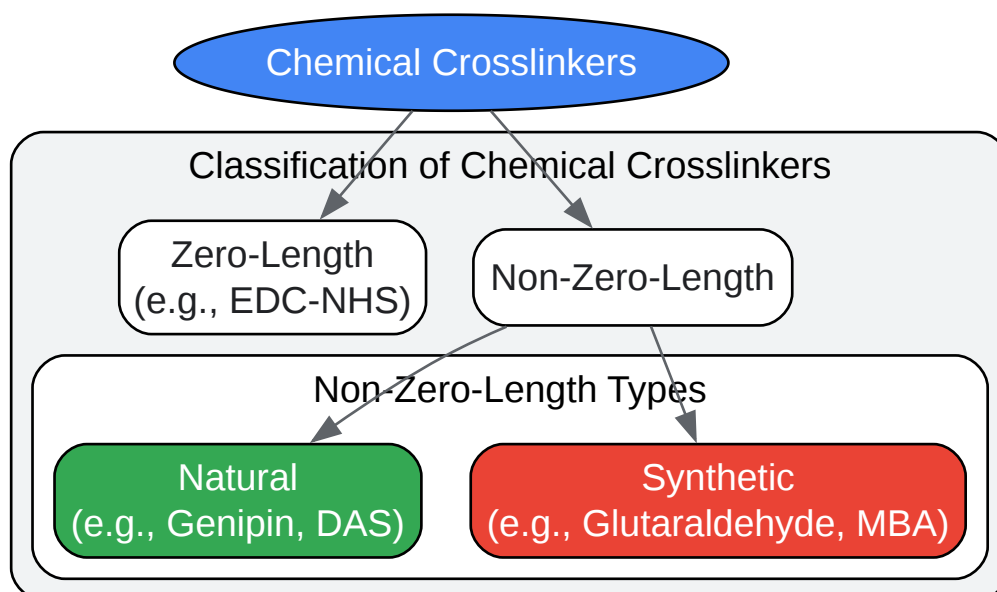 Chemical Crosslinkers
Classification of Chemical Crosslinkers
Zero-Length
(e.g., EDC-NHS)
Non-Zero-Length
Non-Zero-Length Types
Natural
(e.g., Genipin, DAS)
Synthetic
(e.g., Glutaraldehyde, MBA)